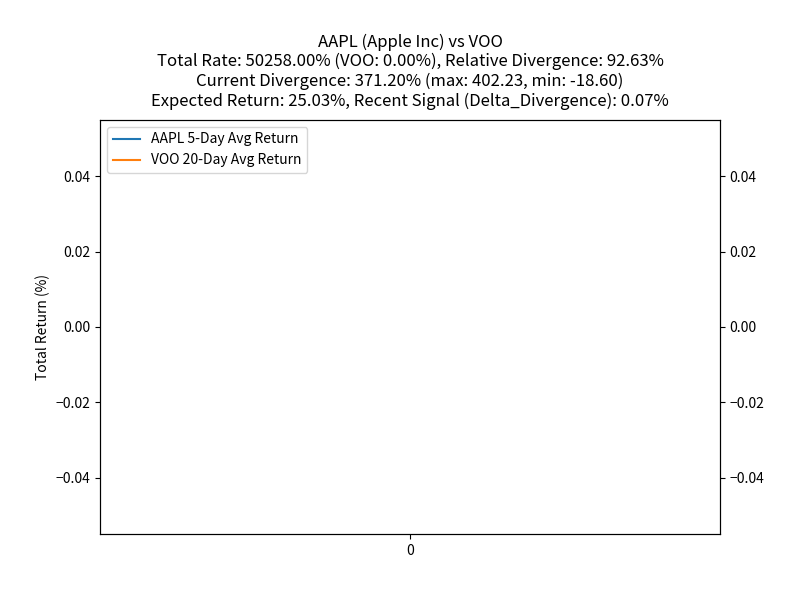 AAPL (Apple Inc) vs VOO
Total Rate: 50258.00% (VOO: 0.00%), Relative Divergence: 92.63%
Current Divergence: 371.20% (max: 402.23, min: -18.60)
Expected Return: 25.03%, Recent Signal (Delta_Divergence): 0.07%
AAPL 5-Day Avg Return
VOO 20-Day Avg Return
0.04 0.04
0.02 0.02
Total Return (%)
0.00 0.00
−0.02 −0.02
−0.04 −0.04
0